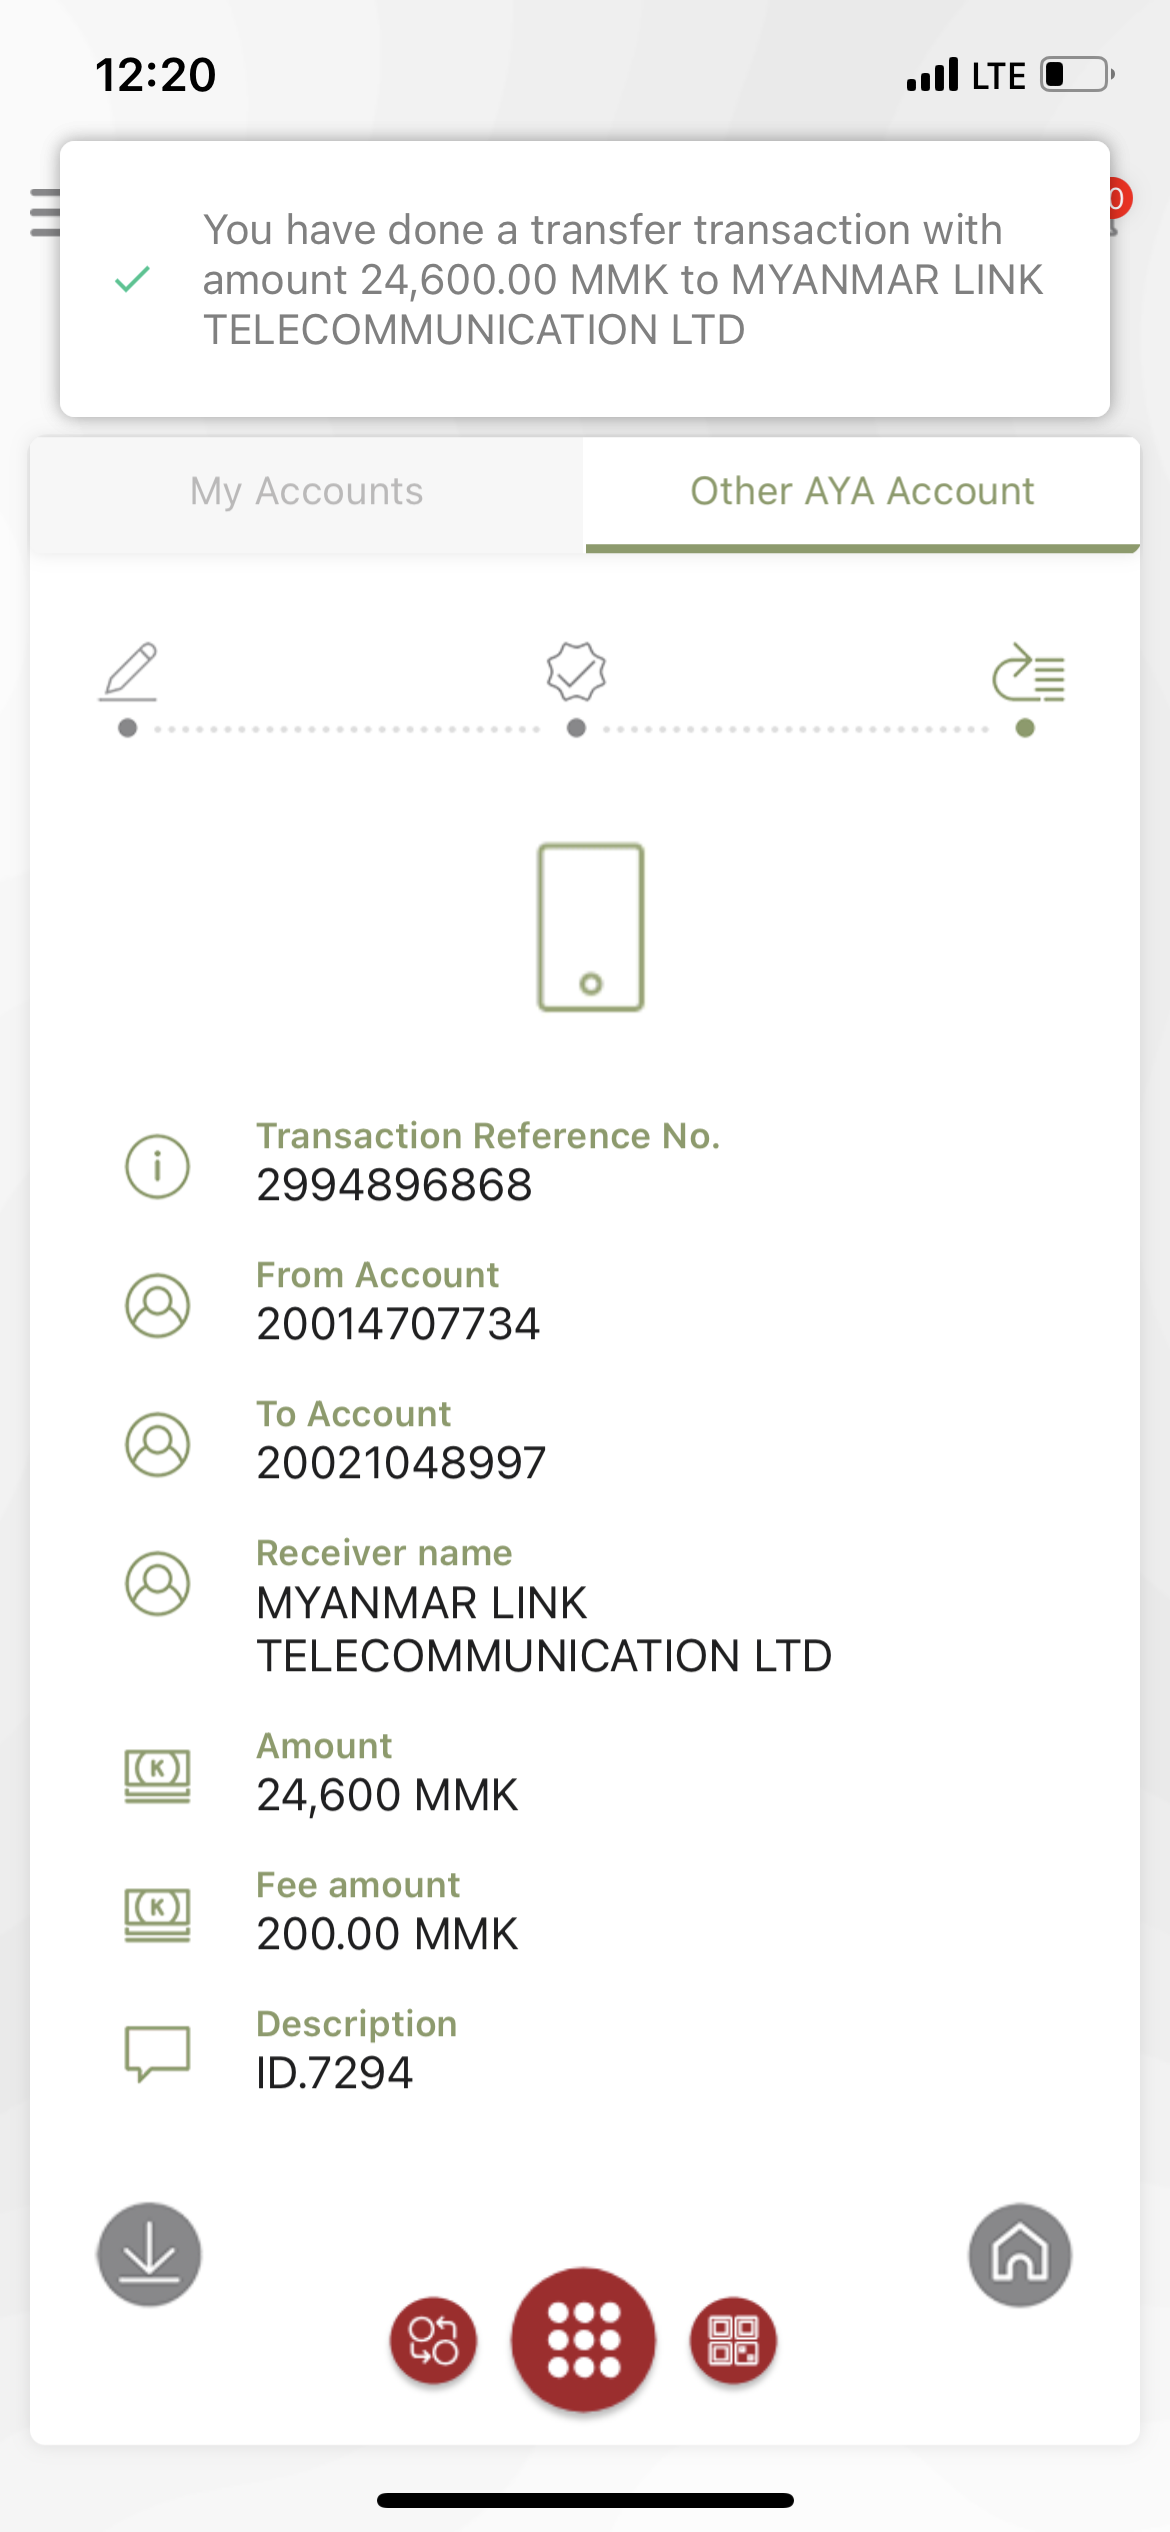 12:20
LTE
0
You have done a transfer transaction with
amount 24,600.00 MMK to MYANMAR LINK
TELECOMMUNICATION LTD
My Accounts
Other AYA Account
Transaction Reference No.
2994896868
From Account
20014707734
To Account
20021048997
Receiver name
MYANMAR LINK
TELECOMMUNICATION LTD
Amount
24,600 MMK
Fee amount
200.00 MMK
Description
ID.7294